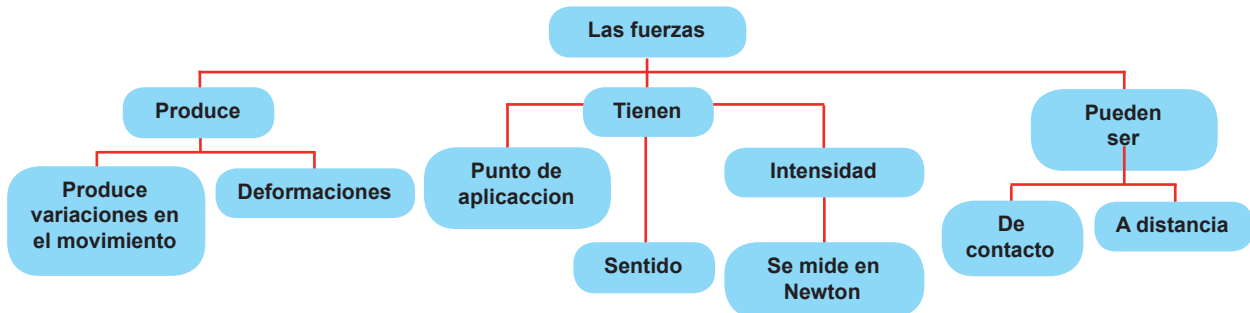 Las fuerzas
Produce
Tienen
Pueden
ser
Produce
variaciones en
el movimiento
Deformaciones
Punto de
aplicaccion
Intensidad
De
contacto
A distancia
Sentido
Se mide en
Newton